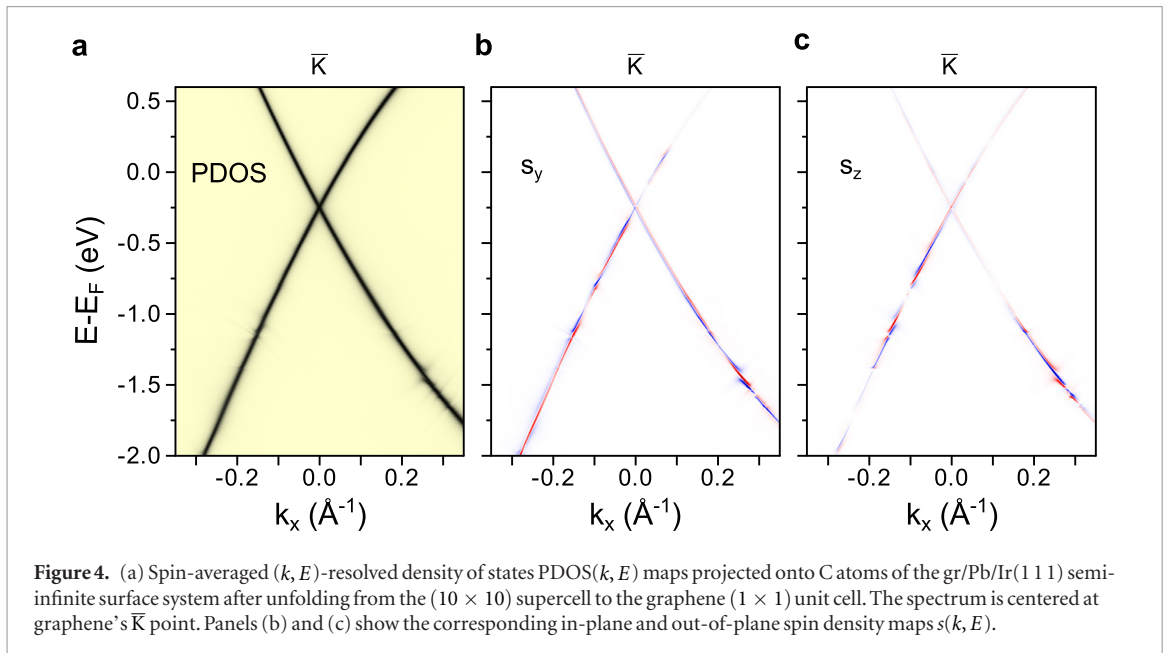 a
b
c
K̅
K̅
K̅
PDOS
s_y
s_z
E-E_F (eV)
0.5
0.0
-0.5
-1.0
-1.5
-2.0
-0.2 0.0 0.2
-0.2 0.0 0.2
-0.2 0.0 0.2
k_x (Å⁻¹)
k_x (Å⁻¹)
k_x (Å⁻¹)
Figure 4. (a) Spin-averaged (k, E)-resolved density of states PDOS(k, E) maps projected onto C atoms of the gr/Pb/Ir(1 1 1) semi-
infinite surface system after unfolding from the (10 × 10) supercell to the graphene (1 × 1) unit cell. The spectrum is centered at
graphene's K̅ point. Panels (b) and (c) show the corresponding in-plane and out-of-plane spin density maps s(k, E).